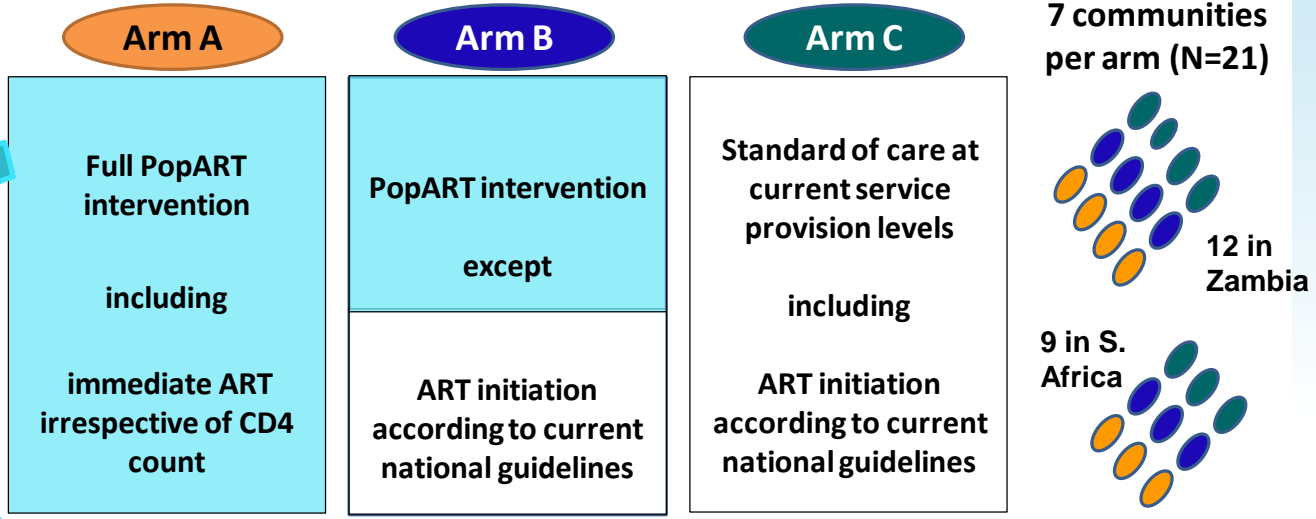 Arm A
Full PopART
intervention
including
immediate ART
irrespective of CD4
count
Arm B
PopART intervention
except
ART initiation
according to current
national guidelines
Arm C
Standard of care at
current service
provision levels
including
ART initiation
according to current
national guidelines
7 communities
per arm (N=21)
12 in
Zambia
9 in S.
Africa